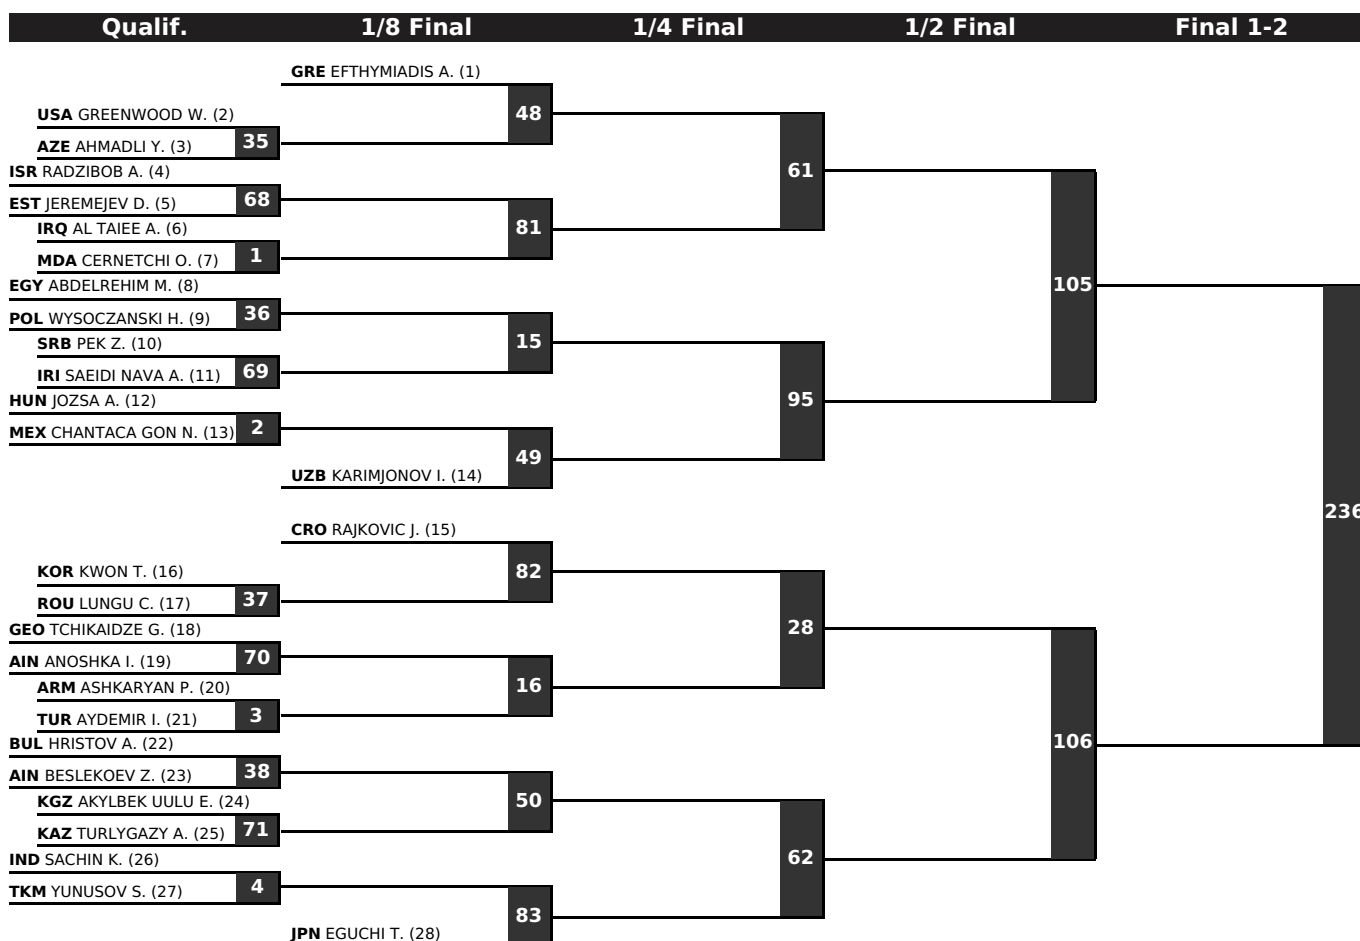 Qualif. 1/8 Final 1/4 Final 1/2 Final Final 1-2
GRE EFTHYMIADIS A. (1)
48
USA GREENWOOD W. (2)
35
AZE AHMADLI Y. (3)
61
ISR RADZIBOB A. (4)
68
EST JEREMEJEV D. (5)
81
IRQ AL TAIEE A. (6)
1
MDA CERNETCHI O. (7)
105
EGY ABDELREHIM M. (8)
36
POL WYSOCZANSKI H. (9)
15
SRB PEK Z. (10)
69
IRI SAEIDI NAVA A. (11)
95
HUN JOZSA A. (12)
2
MEX CHANTACA GON N. (13)
49
UZB KARIMJONOV I. (14)
236
CRO RAJKOVIC J. (15)
82
KOR KWON T. (16)
37
ROU LUNGU C. (17)
28
GEO TCHIKAIDZE G. (18)
70
AIN ANOSHKA I. (19)
16
ARM ASHKARYAN P. (20)
3
TUR AYDEMIR I. (21)
106
BUL HRISTOV A. (22)
38
AIN BESLEKOEV Z. (23)
50
KGZ AKYLBEK UULU E. (24)
71
KAZ TURLYGAZY A. (25)
62
IND SACHIN K. (26)
4
TKM YUNUSOV S. (27)
83
JPN EGUCHI T. (28)